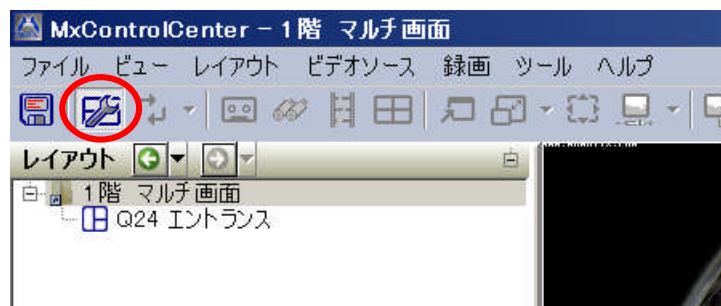 MxControlCenter - 1階 マルチ画面
ファイル ビュー レイアウト ビデオソース 録画 ツール ヘルプ
レイアウト
1階 マルチ画面
Q24 エントランス